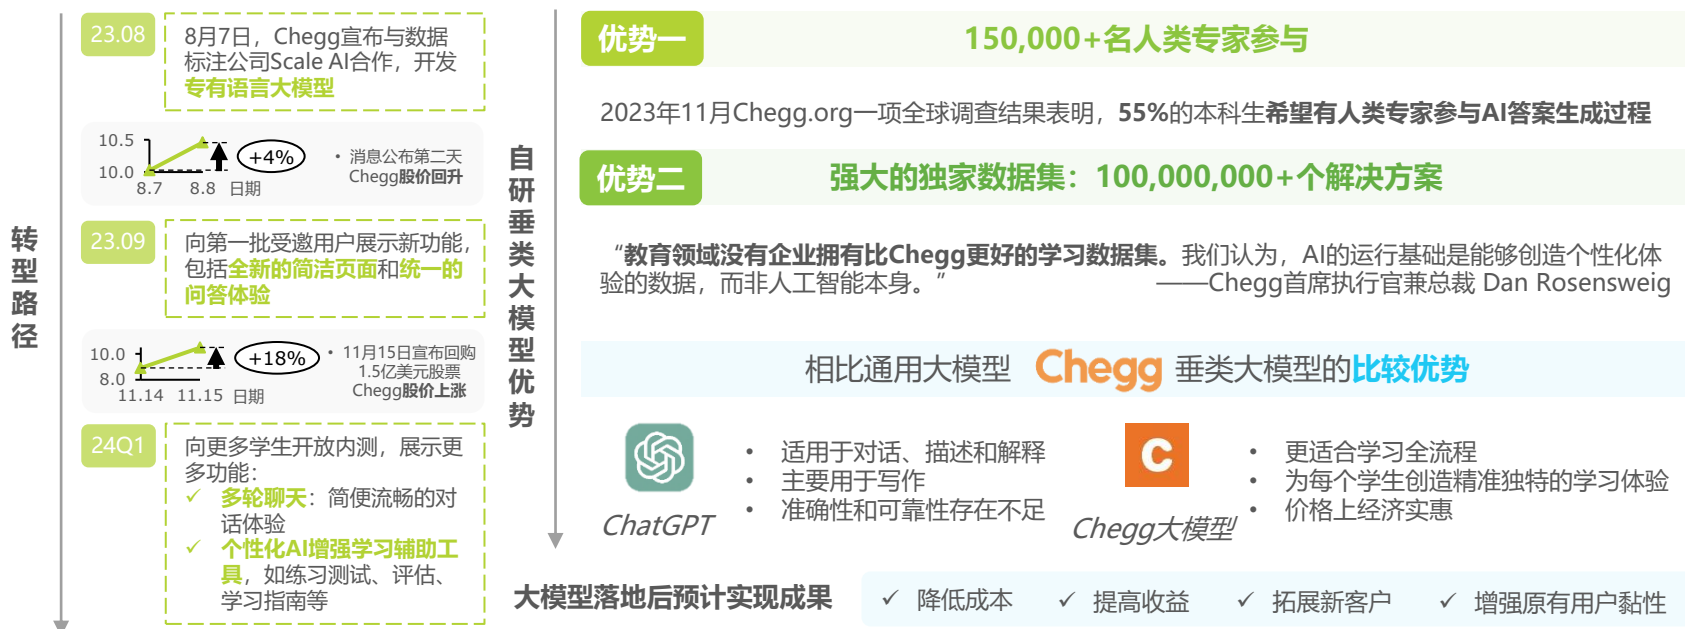 转型路径
23.08
8月7日，Chegg宣布与数据
标注公司Scale AI合作，开发
专有语言大模型
10.5
10.0
8.7
8.8
日期
+4%
• 消息公布第二天
Chegg股价回升
23.09
向第一批受邀用户展示新功能，
包括全新的简洁页面和统一的
问答体验
10.0
8.0
11.14
11.15
日期
+18%
• 11月15日宣布回购
1.5亿美元股票
Chegg股价上涨
24Q1
向更多学生开放内测，展示更
多功能：
✓ 多轮聊天：简便流畅的对
话体验
✓ 个性化AI增强学习辅助工
具，如练习测试、评估、
学习指南等
自研垂类大模型优势
优势一
150,000+名人类专家参与
2023年11月Chegg.org一项全球调查结果表明，55%的本科生希望有人类专家参与AI答案生成过程
优势二
强大的独家数据集：100,000,000+个解决方案
“教育领域没有企业拥有比Chegg更好的学习数据集。我们认为，AI的运行基础是能够创造个性化体
验的数据，而非人工智能本身。”
——Chegg首席执行官兼总裁 Dan Rosensweig
相比通用大模型 Chegg 垂类大模型的比较优势
ChatGPT
• 适用于对话、描述和解释
• 主要用于写作
• 准确性和可靠性存在不足
C
Chegg大模型
• 更适合学习全流程
• 为每个学生创造精准独特的学习体验
• 价格上经济实惠
大模型落地后预计实现成果
✓ 降低成本
✓ 提高收益
✓ 拓展新客户
✓ 增强原有用户黏性